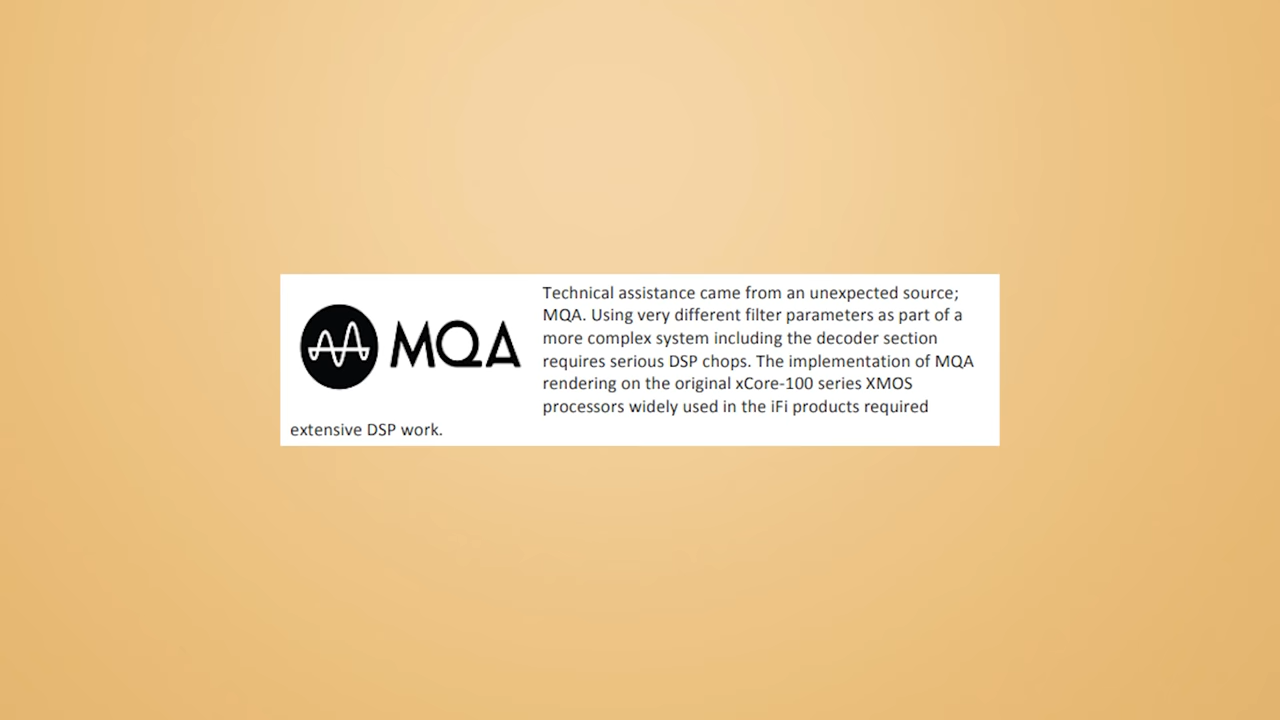 MQA
Technical assistance came from an unexpected source;
MQA. Using very different filter parameters as part of a
more complex system including the decoder section
requires serious DSP chops. The implementation of MQA
rendering on the original xCore-100 series XMOS
processors widely used in the iFi products required
extensive DSP work.